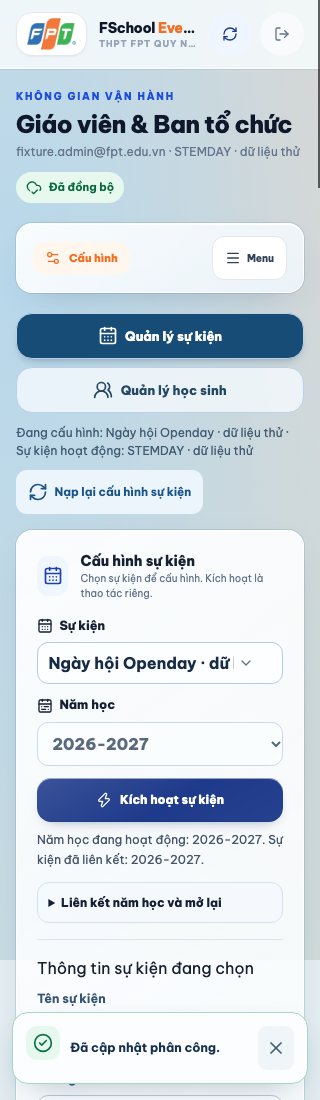 FPT
FSchool Eve...
THPT FPT QUY N...
KHÔNG GIAN VẬN HÀNH
Giáo viên & Ban tổ chức
fixture.admin@fpt.edu.vn · STEMDAY · dữ liệu thử
Đã đồng bộ
Cấu hình
Menu
Quản lý sự kiện
Quản lý học sinh
Đang cấu hình: Ngày hội Openday · dữ liệu thử ·
Sự kiện hoạt động: STEMDAY · dữ liệu thử
Nạp lại cấu hình sự kiện
Cấu hình sự kiện
Chọn sự kiện để cấu hình. Kích hoạt là
thao tác riêng.
Sự kiện
Ngày hội Openday · dữ
Năm học
2026-2027
Kích hoạt sự kiện
Năm học đang hoạt động: 2026-2027. Sự
kiện đã liên kết: 2026-2027.
Liên kết năm học và mở lại
Thông tin sự kiện đang chọn
Tên sự kiện
Đã cập nhật phân công.